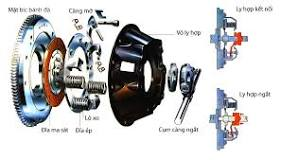 Mặt bíc bánh đà
Càng mở
Vỏ ly hợp
Ly hợp kết nối
Ly hợp ngắt
Lò xo
Đĩa ép
Đĩa ma sát
Cụm càng ngắt